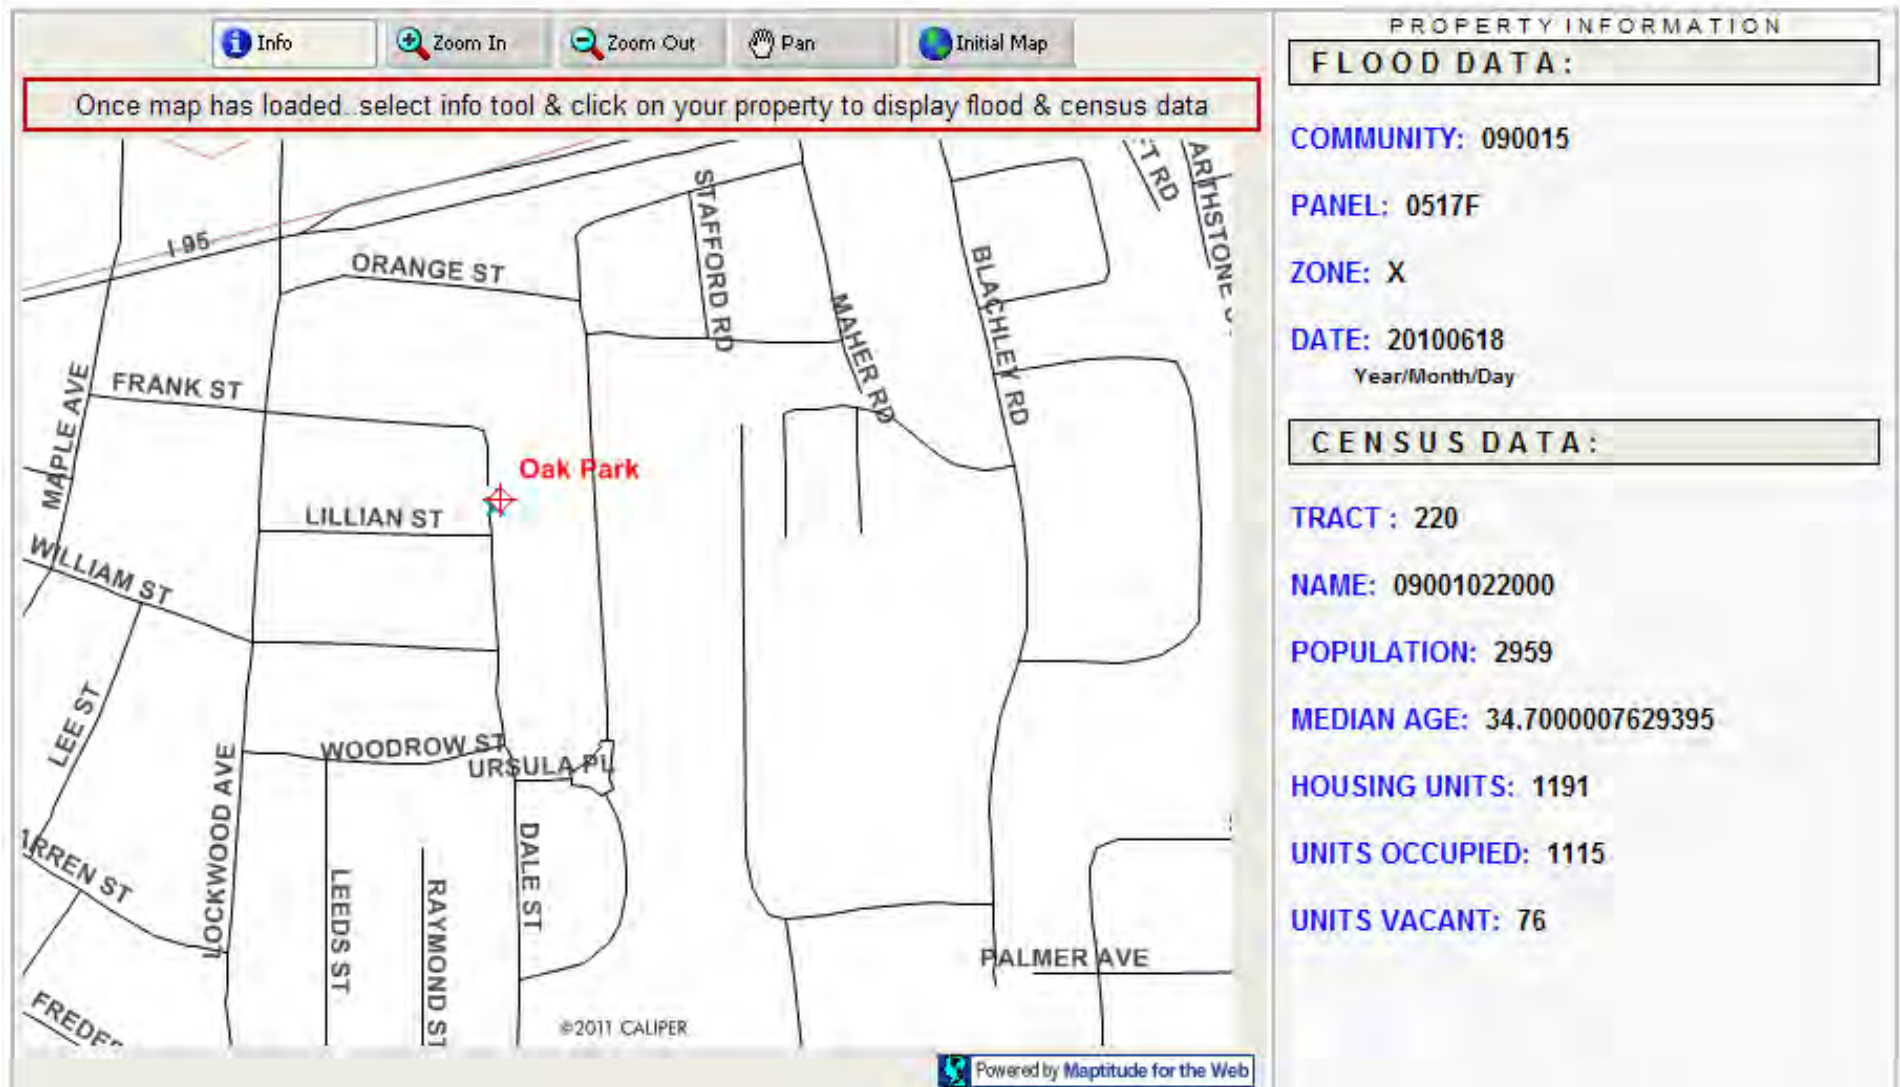 Info Zoom In Zoom Out Pan Initial Map
Once map has loaded..select info tool & click on your property to display flood & census data
I 95
ORANGE ST
STAFFORD RD
MAHER RD
BLACHLEY RD
T RD
ARTHSTONE
FRANK ST
MAPLE AVE
Oak Park
LILLIAN ST
WILLIAM ST
LEE ST
LOCKWOOD AVE
WOODROW ST
URSULA PL
ARREN ST
LEEDS ST
RAYMOND ST
DALE ST
PALMER AVE
FREDER
©2011 CALIPER
Powered by Maptitude for the Web
PROPERTY INFORMATION
FLOOD DATA:
COMMUNITY: 090015
PANEL: 0517F
ZONE: X
DATE: 20100618
Year/Month/Day
CENSUS DATA:
TRACT : 220
NAME: 09001022000
POPULATION: 2959
MEDIAN AGE: 34.7000007629395
HOUSING UNITS: 1191
UNITS OCCUPIED: 1115
UNITS VACANT: 76